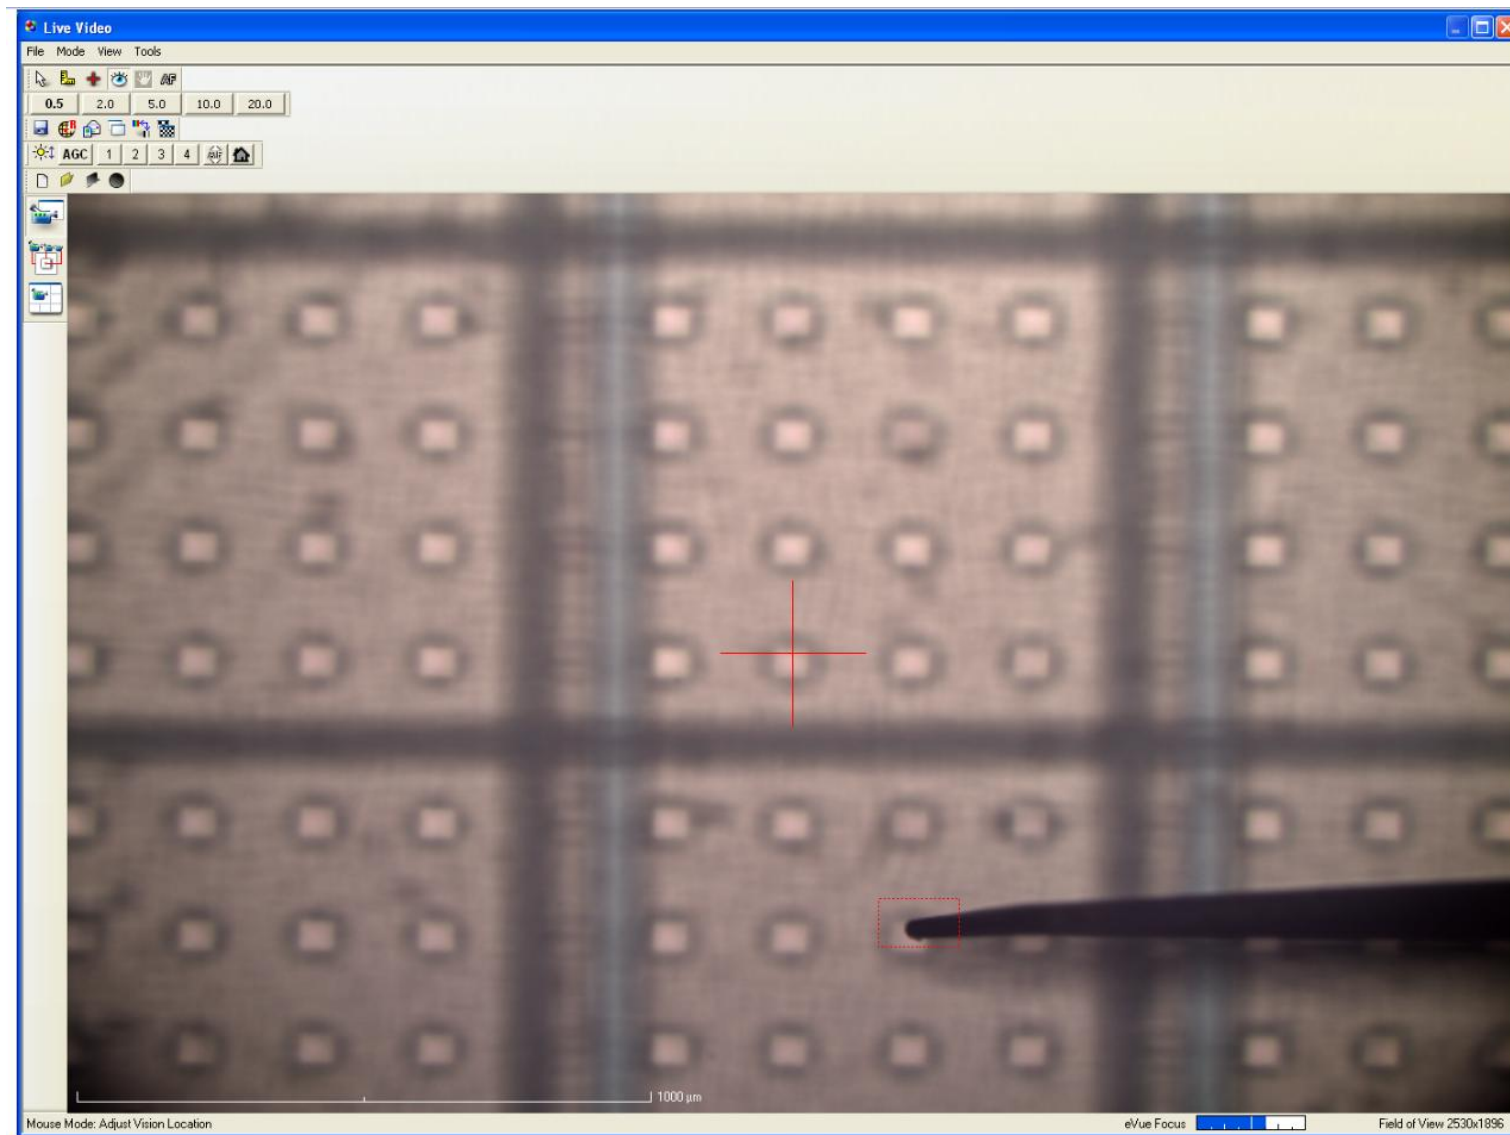 Live Video
File Mode View Tools
AF
0.5 2.0 5.0 10.0 20.0
R
AGC 1 2 3 4
1000 µm
Mouse Mode: Adjust Vision Location
eVue Focus
Field of View 2530x1896